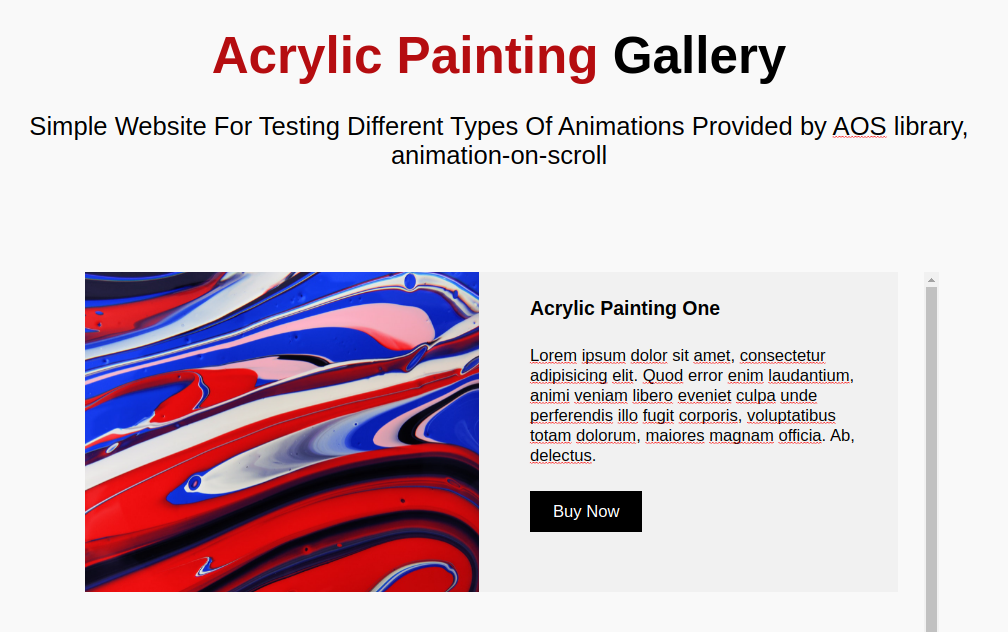 Acrylic Painting Gallery
Simple Website For Testing Different Types Of Animations Provided by AOS library,
animation-on-scroll
Acrylic Painting One
Lorem ipsum dolor sit amet, consectetur
adipisicing elit. Quod error enim laudantium,
animi veniam libero eveniet culpa unde
perferendis illo fugit corporis, voluptatibus
totam dolorum, maiores magnam officia. Ab,
delectus.
Buy Now